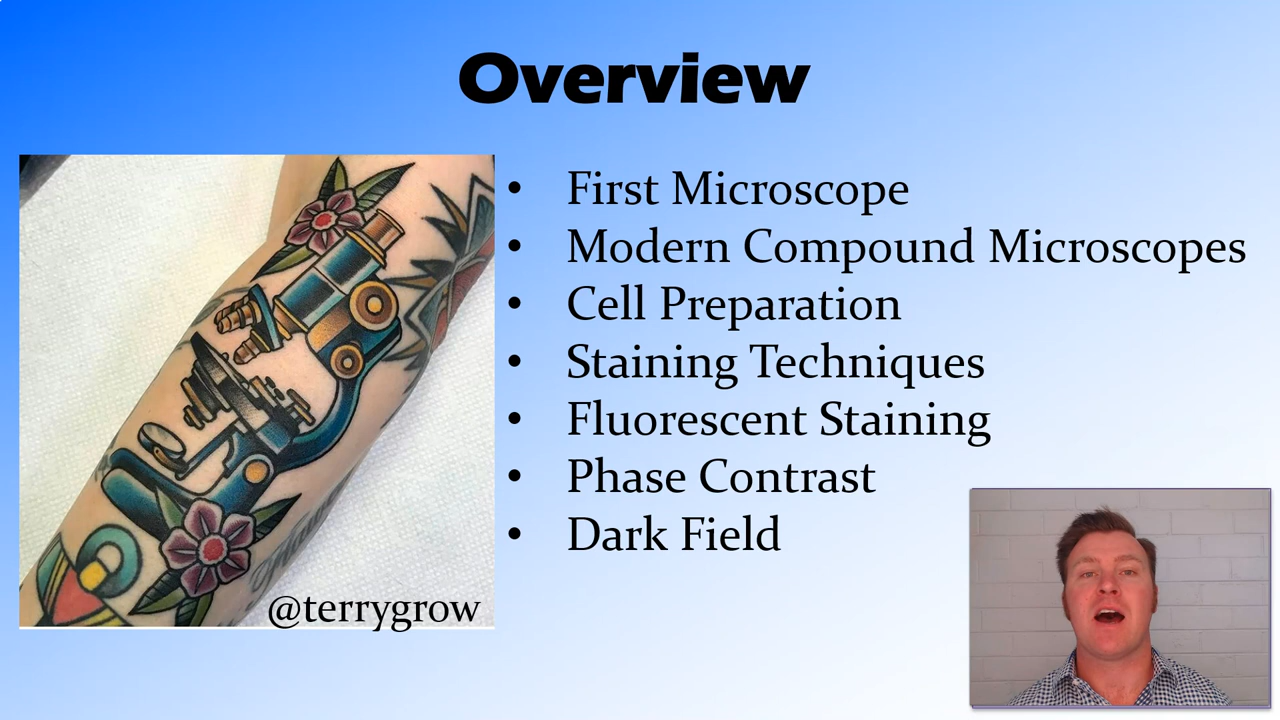 Overview
• First Microscope
• Modern Compound Microscopes
• Cell Preparation
• Staining Techniques
• Fluorescent Staining
• Phase Contrast
• Dark Field
@terrygrow